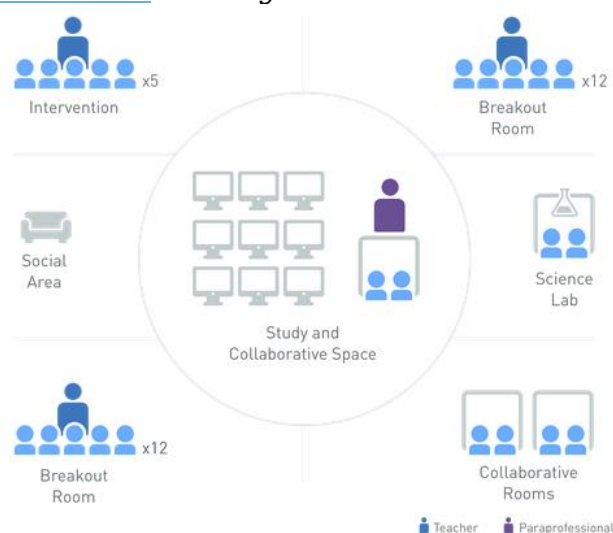 x5
Intervention
x12
Breakout
Room
Social
Area
Study and
Collaborative Space
Science
Lab
x12
Breakout
Room
Collaborative
Rooms
Teacher
Paraprofessional